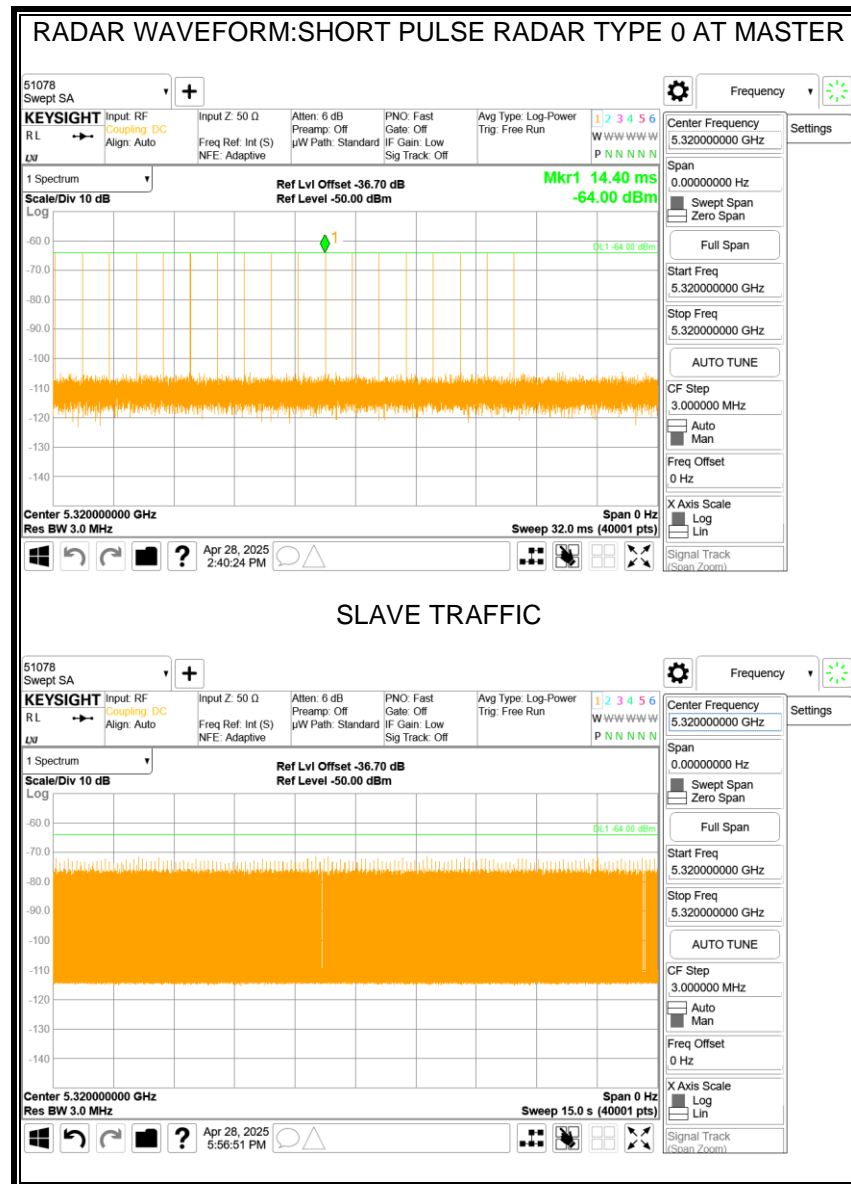 RADAR WAVEFORM:SHORT PULSE RADAR TYPE 0 AT MASTER
51078
Swept SA
Frequency
Settings
KEYSIGHT
RL
LXI
Input: RF
Coupling: DC
Align: Auto
Input Z: 50 Ω
Freq Ref: Int (S)
NFE: Adaptive
Atten: 6 dB
Preamp: Off
µW Path: Standard
PNO: Fast
Gate: Off
IF Gain: Low
Sig Track: Off
Avg Type: Log-Power
Trig: Free Run
1 2 3 4 5 6
W W W W W W
P N N N N N
1 Spectrum
Scale/Div 10 dB
Log
Ref Lvl Offset -36.70 dB
Ref Level -50.00 dBm
Mkr1 14.40 ms
-64.00 dBm
1
DL1 -64.00 dBm
-60.0
-70.0
-80.0
-90.0
-100
-110
-120
-130
-140
Center 5.320000000 GHz
Res BW 3.0 MHz
Span 0 Hz
Sweep 32.0 ms (40001 pts)
?
Apr 28, 2025
2:40:24 PM
Center Frequency
5.320000000 GHz
Span
0.00000000 Hz
Swept Span
Zero Span
Full Span
Start Freq
5.320000000 GHz
Stop Freq
5.320000000 GHz
AUTO TUNE
CF Step
3.000000 MHz
Auto
Man
Freq Offset
0 Hz
X Axis Scale
Log
Lin
Signal Track
(Span Zoom)
SLAVE TRAFFIC
51078
Swept SA
Frequency
Settings
KEYSIGHT
RL
LXI
Input: RF
Coupling: DC
Align: Auto
Input Z: 50 Ω
Freq Ref: Int (S)
NFE: Adaptive
Atten: 6 dB
Preamp: Off
µW Path: Standard
PNO: Fast
Gate: Off
IF Gain: Low
Sig Track: Off
Avg Type: Log-Power
Trig: Free Run
1 2 3 4 5 6
W W W W W W
P N N N N N
1 Spectrum
Scale/Div 10 dB
Log
Ref Lvl Offset -36.70 dB
Ref Level -50.00 dBm
DL1 -64.00 dBm
-60.0
-70.0
-80.0
-90.0
-100
-110
-120
-130
-140
Center 5.320000000 GHz
Res BW 3.0 MHz
Span 0 Hz
Sweep 15.0 s (40001 pts)
?
Apr 28, 2025
5:56:51 PM
Center Frequency
5.320000000 GHz
Span
0.00000000 Hz
Swept Span
Zero Span
Full Span
Start Freq
5.320000000 GHz
Stop Freq
5.320000000 GHz
AUTO TUNE
CF Step
3.000000 MHz
Auto
Man
Freq Offset
0 Hz
X Axis Scale
Log
Lin
Signal Track
(Span Zoom)